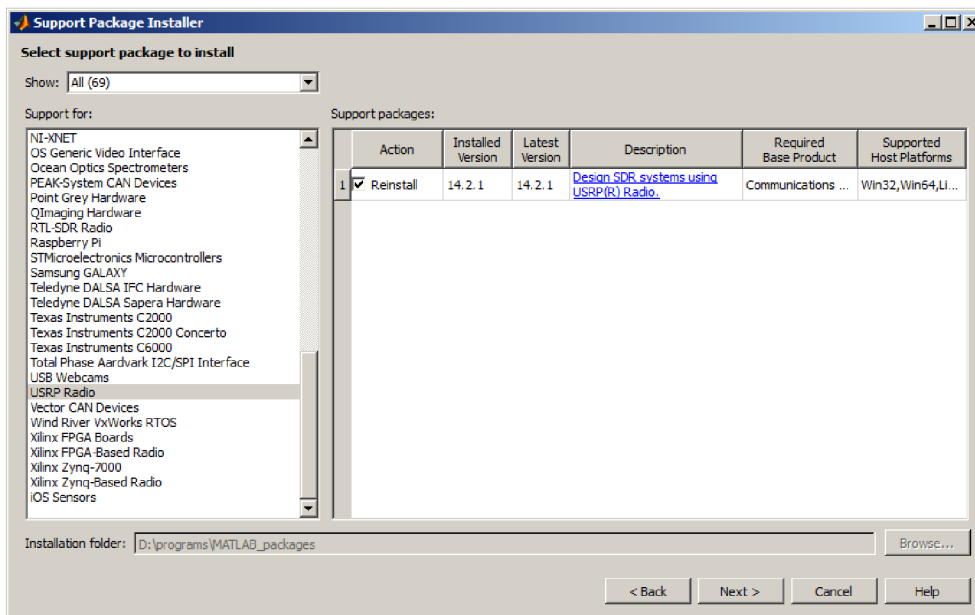 Support Package Installer
Select support package to install
Show: All (69)
Support for:
NI-XNET
OS Generic Video Interface
Ocean Optics Spectrometers
PEAK-System CAN Devices
Point Grey Hardware
QImaging Hardware
RTL-SDR Radio
Raspberry Pi
STMicroelectronics Microcontrollers
Samsung GALAXY
Teledyne DALSA IFC Hardware
Teledyne DALSA Sapera Hardware
Texas Instruments C2000
Texas Instruments C2000 Concerto
Texas Instruments C6000
Total Phase Aardvark I2C/SPI Interface
USB Webcams
USRP Radio
Vector CAN Devices
Wind River VxWorks RTOS
Xilinx FPGA Boards
Xilinx FPGA-Based Radio
Xilinx Zynq-7000
Xilinx Zynq-Based Radio
iOS Sensors
Support packages:
Action
Installed
Version
Latest
Version
Description
Required
Base Product
Supported
Host Platforms
1
Reinstall
14.2.1
14.2.1
Design SDR systems using
USRP(R) Radio.
Communications ...
Win32,Win64,Li...
Installation folder: D:\programs\MATLAB_packages
Browse...
< Back
Next >
Cancel
Help